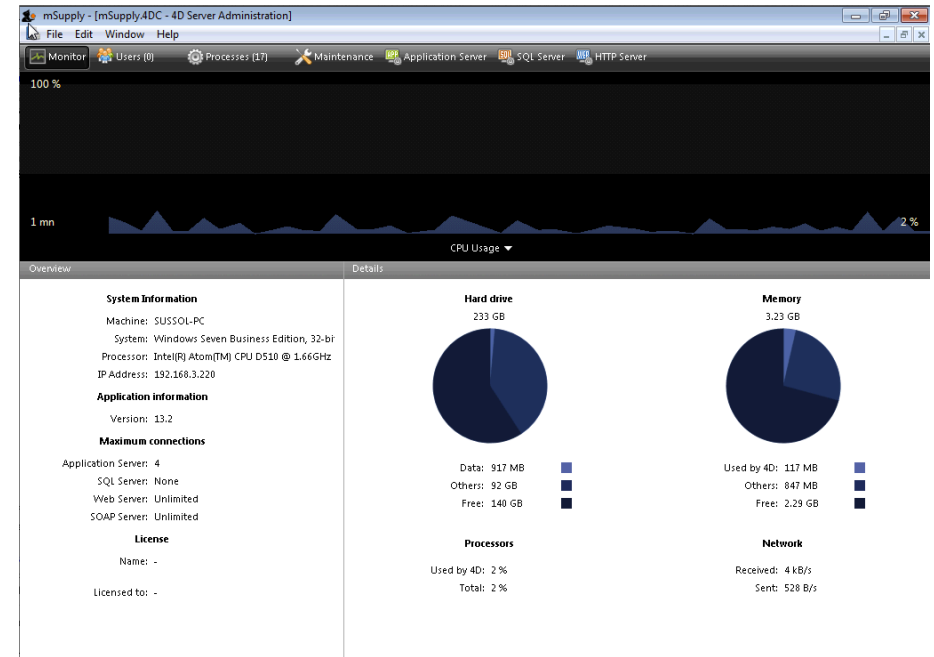 mSupply - [mSupply.4DC - 4D Server Administration]
File Edit Window Help
Monitor Users (0) Processes (17) Maintenance Application Server SQL Server HTTP Server
100 %
1 mn
2 %
CPU Usage
Overview
System Information
Machine: SUSSOL-PC
System: Windows Seven Business Edition, 32-bi
Processor: Intel(R) Atom(TM) CPU D510 @ 1.66GHz
IP Address: 192.168.3.220
Application information
Version: 13.2
Maximum connections
Application Server: 4
SQL Server: None
Web Server: Unlimited
SOAP Server: Unlimited
License
Name: -
Licensed to: -
Details
Hard drive
233 GB
Data: 917 MB
Others: 92 GB
Free: 140 GB
Memory
3.23 GB
Used by 4D: 117 MB
Others: 847 MB
Free: 2.29 GB
Processors
Used by 4D: 2 %
Total: 2 %
Network
Received: 4 kB/s
Sent: 528 B/s